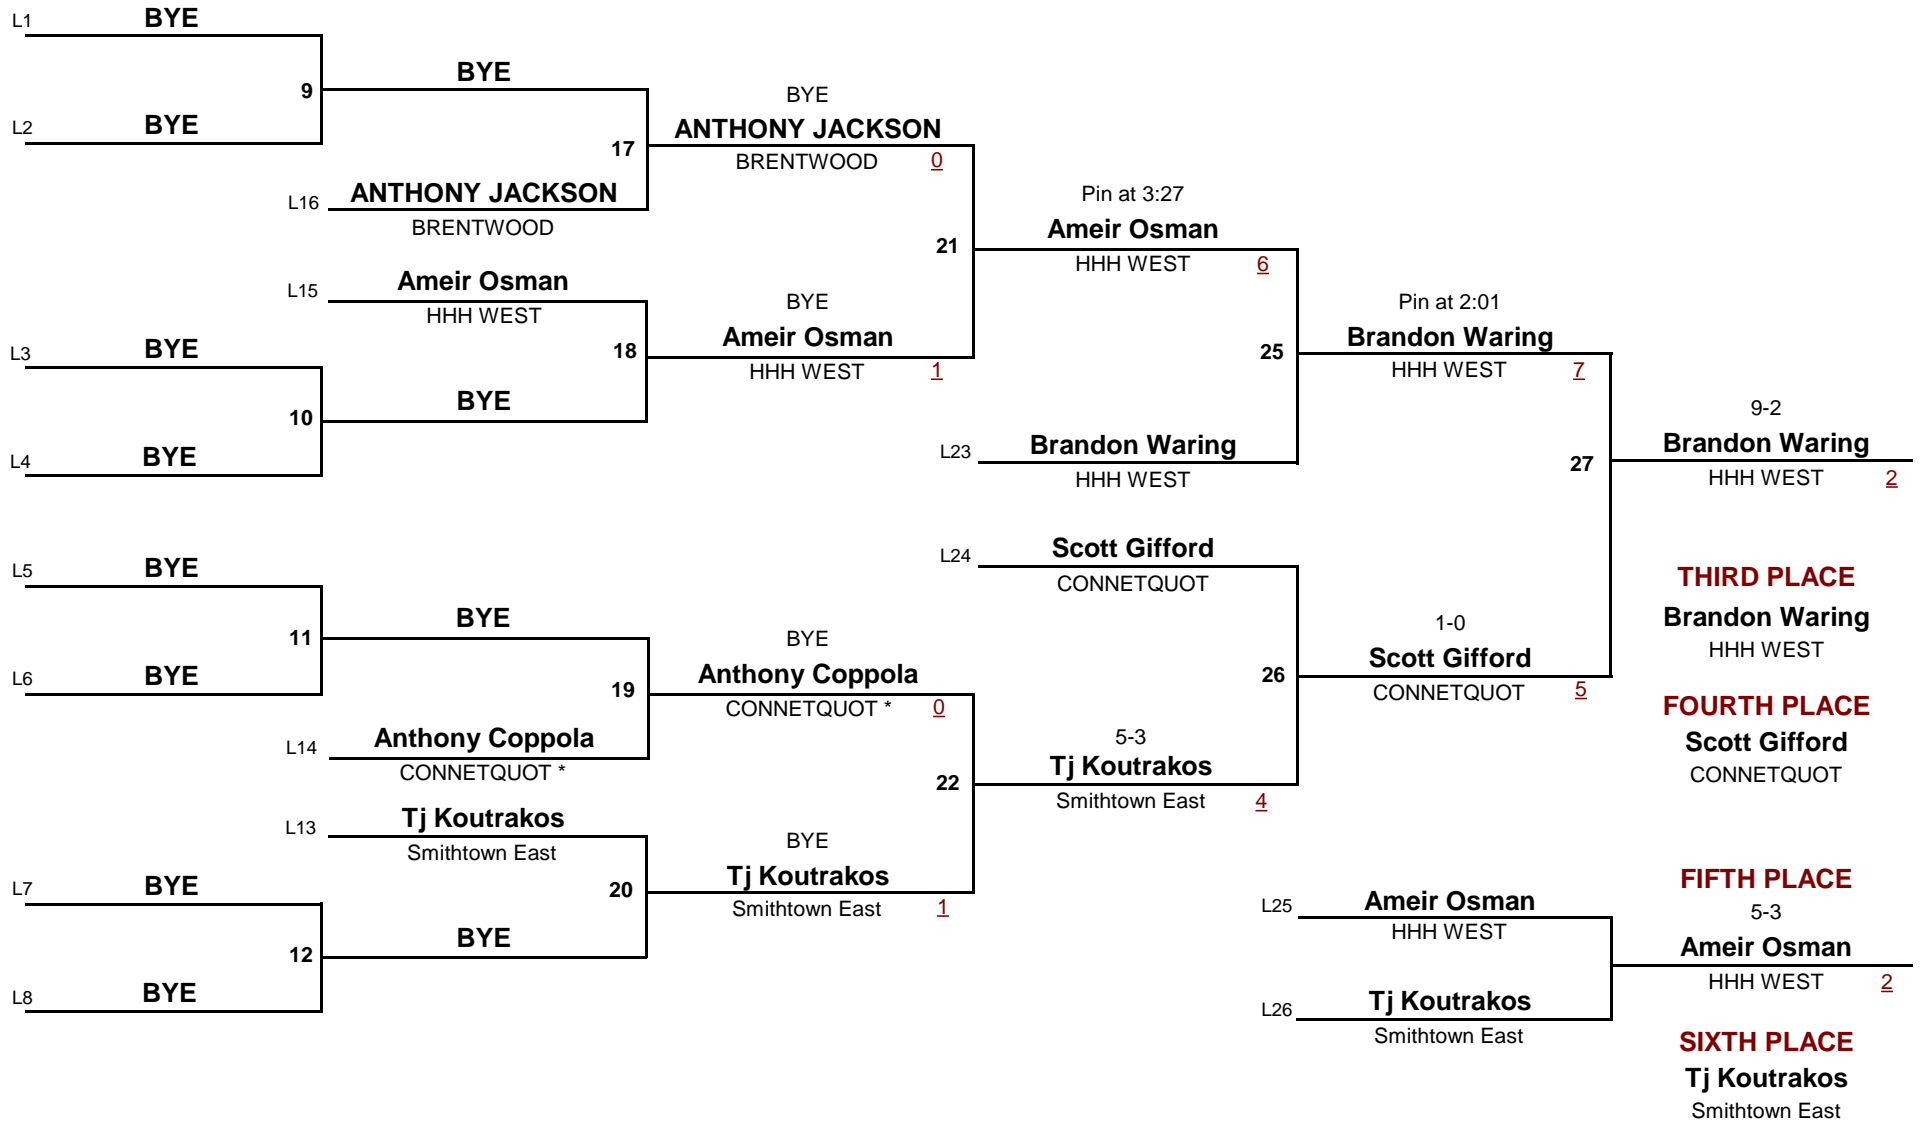 L1 BYE
9
L2 BYE
BYE
17
L16 ANTHONY JACKSON
BRENTWOOD
BYE
ANTHONY JACKSON
BRENTWOOD 0
L15 Ameir Osman
HHH WEST
18
L3 BYE
10
L4 BYE
BYE
BYE
Ameir Osman
HHH WEST 1
21
Pin at 3:27
Ameir Osman
HHH WEST 6
25
L23 Brandon Waring
HHH WEST
Pin at 2:01
Brandon Waring
HHH WEST 7
27
9-2
Brandon Waring
HHH WEST 2
L5 BYE
11
L6 BYE
BYE
19
L14 Anthony Coppola
CONNETQUOT *
BYE
Anthony Coppola
CONNETQUOT * 0
22
L13 Tj Koutrakos
Smithtown East
20
L7 BYE
12
L8 BYE
BYE
BYE
Tj Koutrakos
Smithtown East 1
L24 Scott Gifford
CONNETQUOT
26
5-3
Tj Koutrakos
Smithtown East 4
1-0
Scott Gifford
CONNETQUOT 5
THIRD PLACE
Brandon Waring
HHH WEST
FOURTH PLACE
Scott Gifford
CONNETQUOT
L25 Ameir Osman
HHH WEST
L26 Tj Koutrakos
Smithtown East
FIFTH PLACE
5-3
Ameir Osman
HHH WEST 2
SIXTH PLACE
Tj Koutrakos
Smithtown East